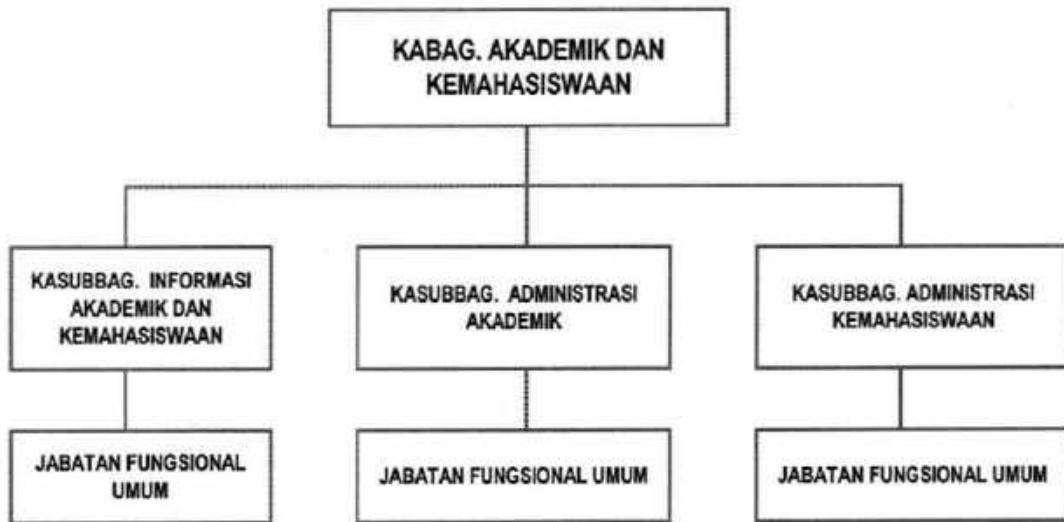 KABAG. AKADEMIK DAN
KEMAHASISWAAN
KASUBBAG. INFORMASI
AKADEMIK DAN
KEMAHASISWAAN
KASUBBAG. ADMINISTRASI
AKADEMIK
KASUBBAG. ADMINISTRASI
KEMAHASISWAAN
JABATAN FUNGSIONAL
UMUM
JABATAN FUNGSIONAL UMUM
JABATAN FUNGSIONAL UMUM